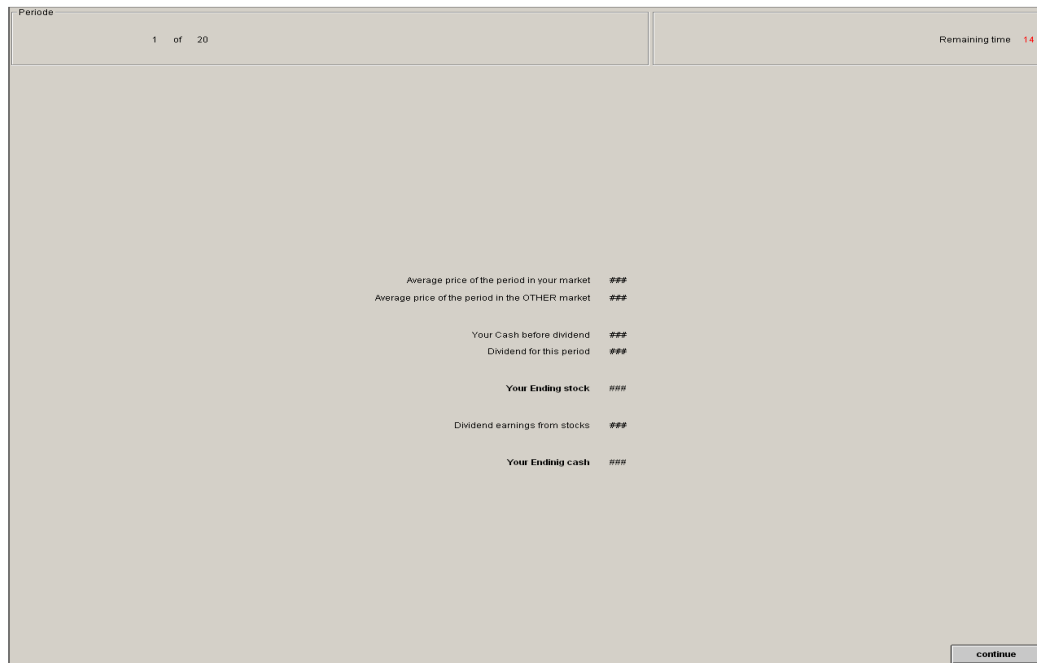 Periode
1 of 20
Remaining time 14
Average price of the period in your market ###
Average price of the period in the OTHER market ###
Your Cash before dividend ###
Dividend for this period ###
Your Ending stock ###
Dividend earnings from stocks ###
Your Endinig cash ###
continue